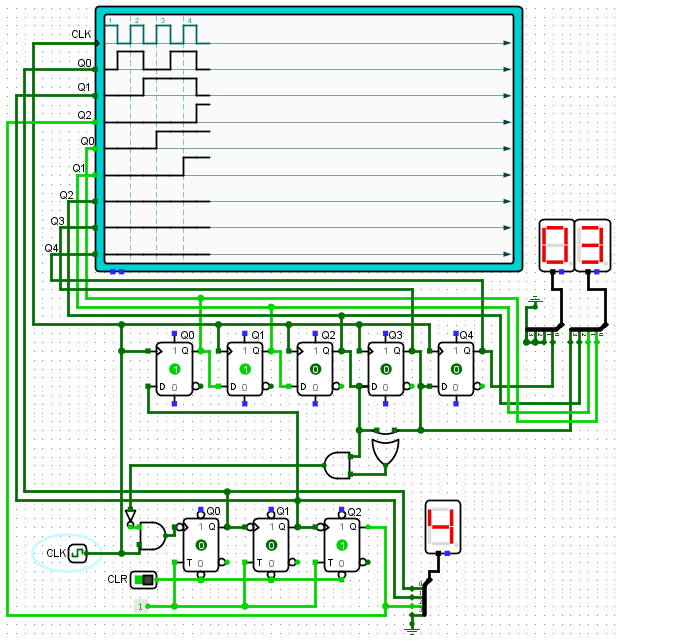 1 2 3 4
CLK
Q0
Q1
Q2
Q0
Q1
Q2
Q3
Q4
03
Q0 Q1 Q2 Q3 Q4
1 Q 1 Q 1 Q 1 Q 1 Q
1 1 0 0 0
D 0 D 0 D 0 D 0 D 0
4
Q0 Q1 Q2
1 Q 1 Q 1 Q
0 0 1
T 0 T 0 T 0
CLK
CLR
1